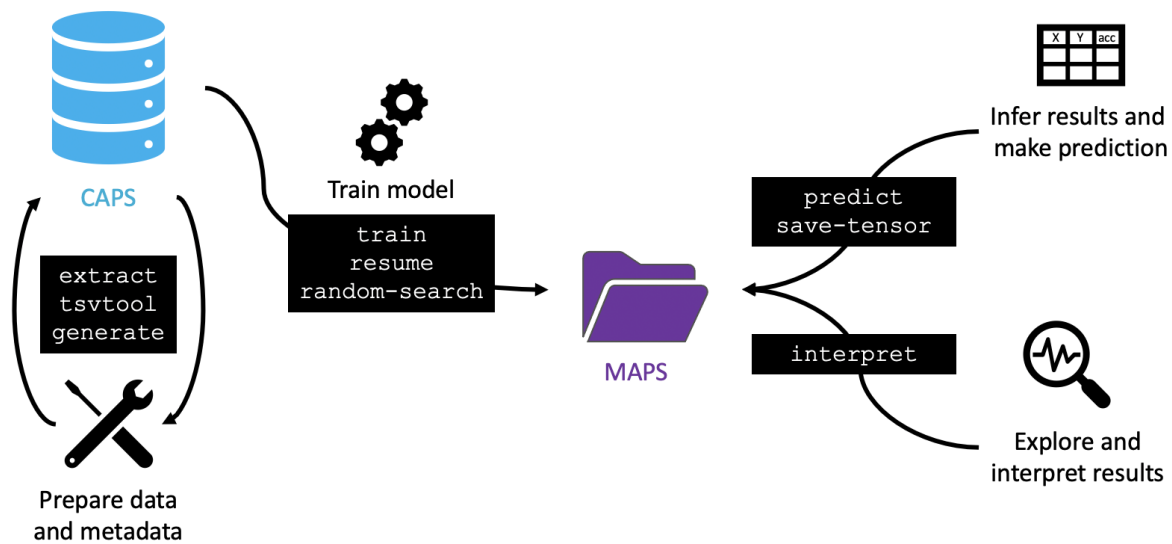 CAPS
extract
tsvtool
generate
Prepare data
and metadata
Train model
train
resume
random-search
MAPS
X Y acc
Infer results and
make prediction
predict
save-tensor
interpret
Explore and
interpret results